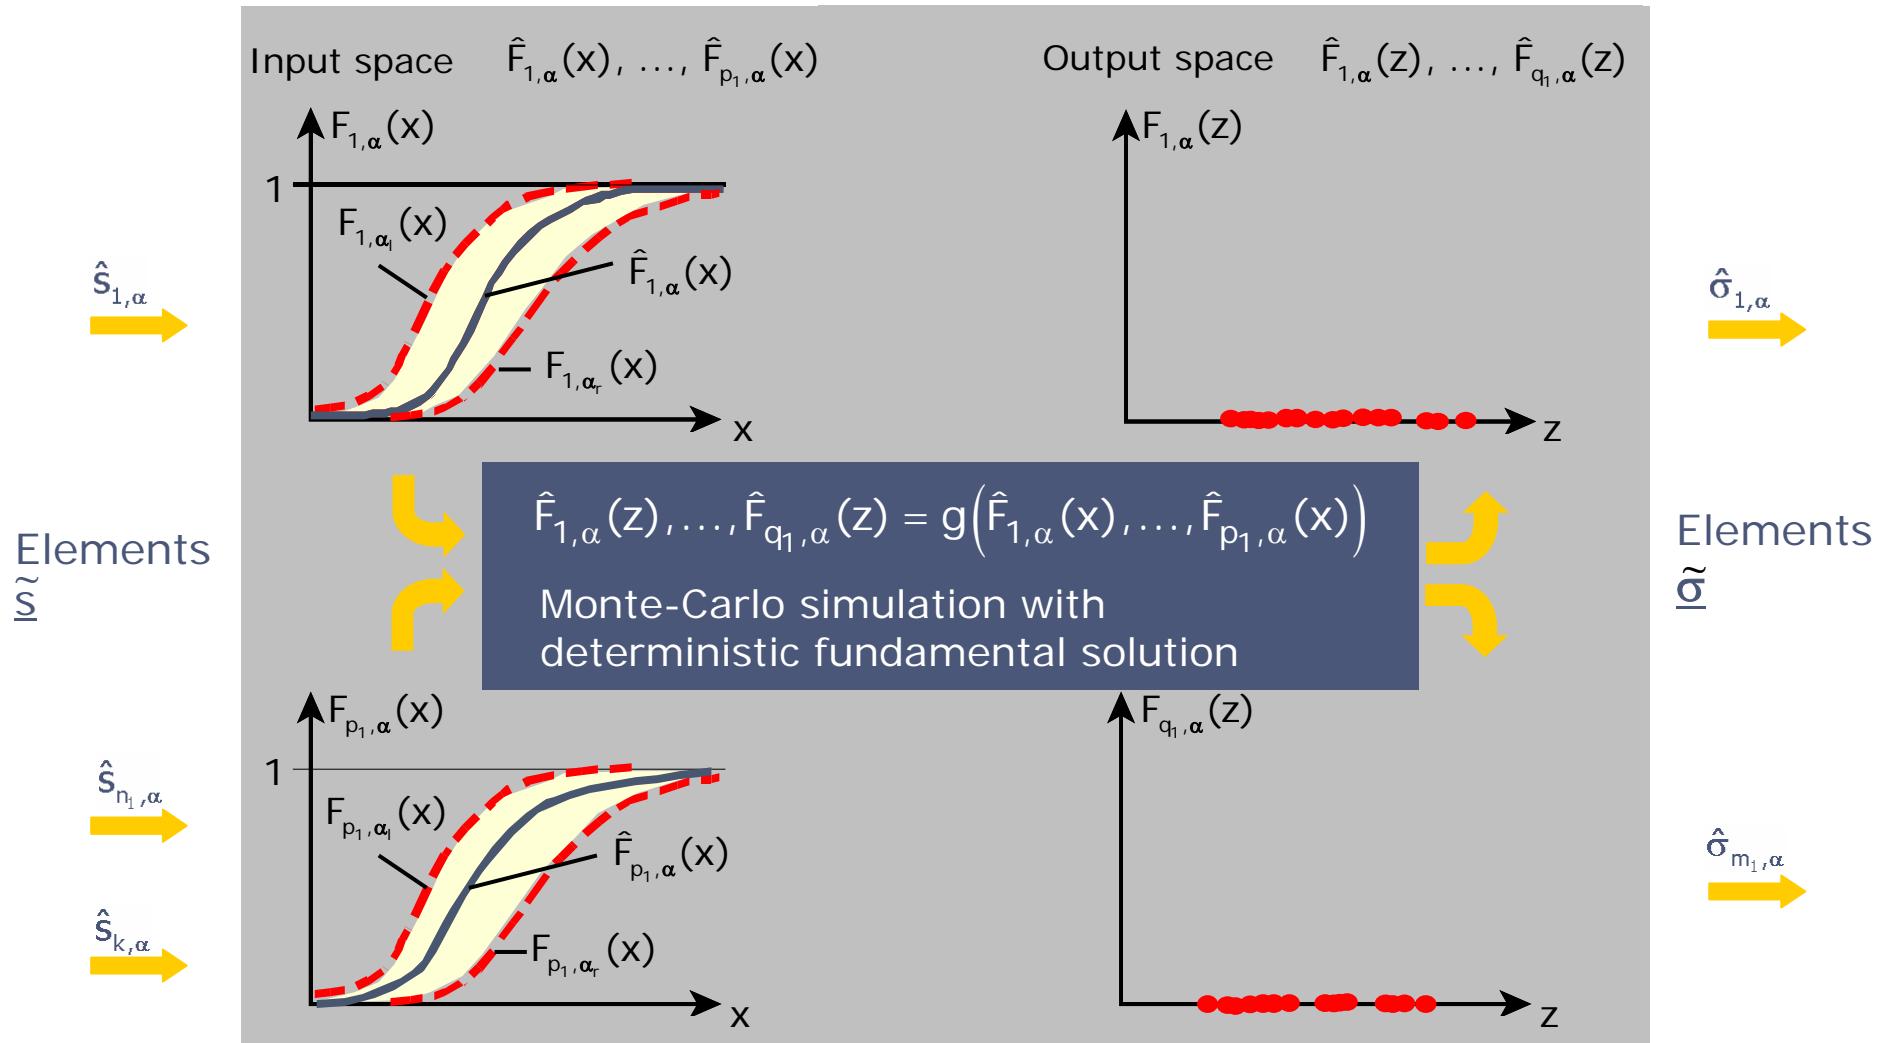 Input space F̂₁,α(x), ..., F̂p₁,α(x)
Output space F̂₁,α(z), ..., F̂q₁,α(z)
F₁,α(x)
1
F₁,αl(x)
F̂₁,α(x)
F₁,αr(x)
x
F₁,α(z)
z
ŝ₁,α
σ̂₁,α
Elements
s̃
F̂₁,α(z),...,F̂q₁,α(z) = g(F̂₁,α(x),...,F̂p₁,α(x))
Monte-Carlo simulation with
deterministic fundamental solution
Elements
σ̃
Fp₁,α(x)
1
Fp₁,αl(x)
F̂p₁,α(x)
Fp₁,αr(x)
x
Fq₁,α(z)
z
ŝn₁,α
ŝk,α
σ̂m₁,α